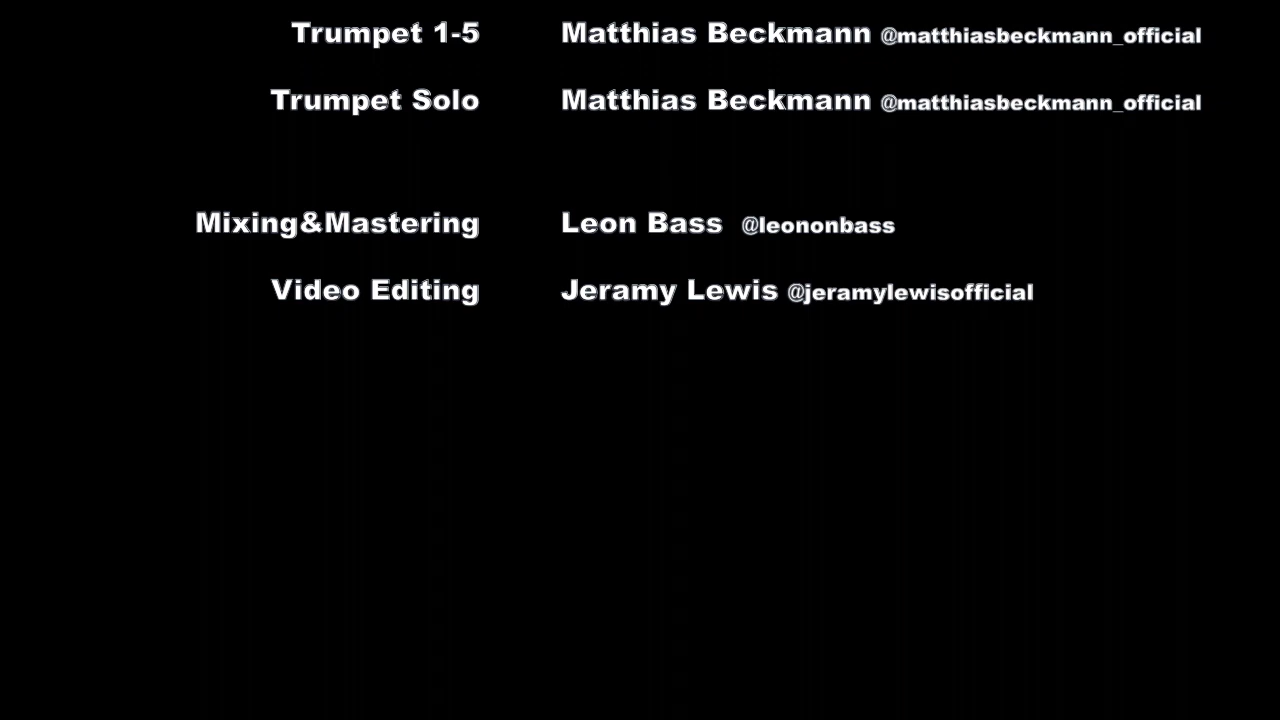 Trumpet 1-5 Matthias Beckmann @matthiasbeckmann_official
Trumpet Solo Matthias Beckmann @matthiasbeckmann_official
Mixing&Mastering Leon Bass @leononbass
Video Editing Jeramy Lewis @jeramylewisofficial